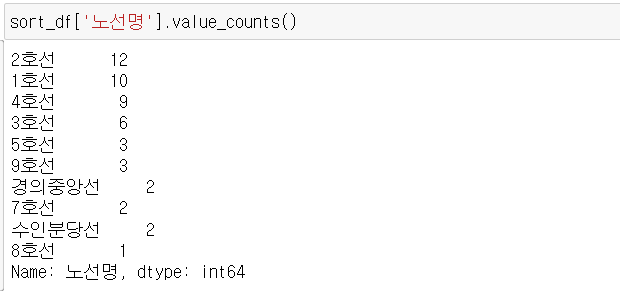 sort_df['노선명'].value_counts()
2호선 12
1호선 10
4호선 9
3호선 6
5호선 3
9호선 3
경의중앙선 2
7호선 2
수인분당선 2
8호선 1
Name: 노선명, dtype: int64